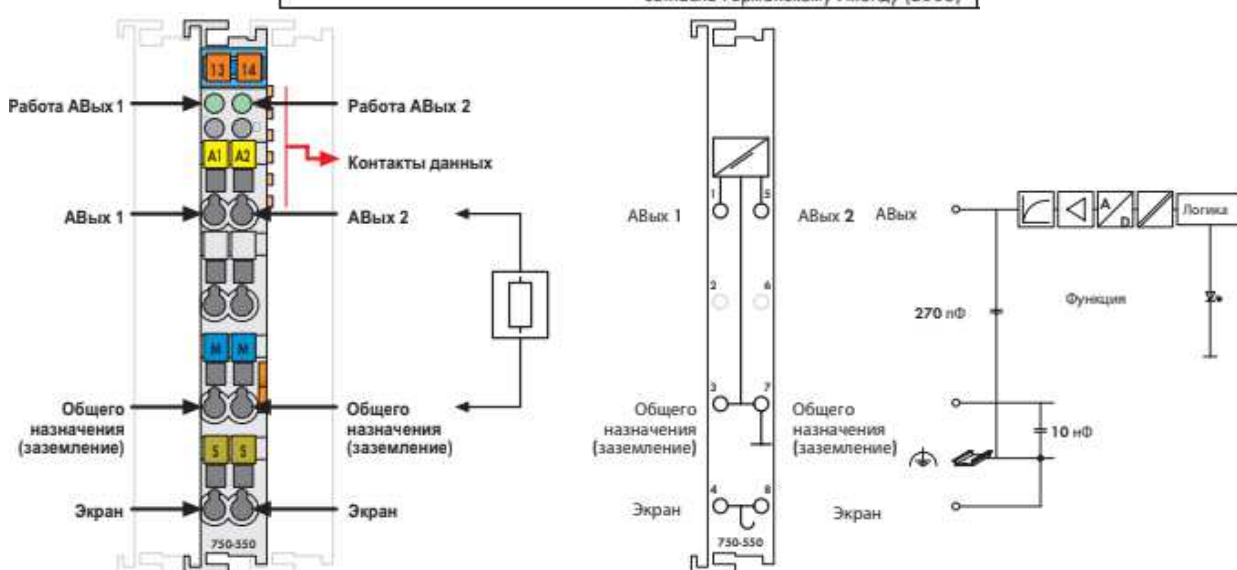 13 14
Работа АВых 1
Работа АВых 2
A1 A2
Контакты данных
АВых 1
АВых 2
M M
Общего
назначения
(заземление)
Общего
назначения
(заземление)
S S
Экран
Экран
750-550
1 5
АВых 1
АВых 2
2 6
3 7
Общего
назначения
(заземление)
Общего
назначения
(заземление)
4 8
Экран
Экран
750-550
АВых
A
D
Логика
270 пФ
Функция
10 нФ